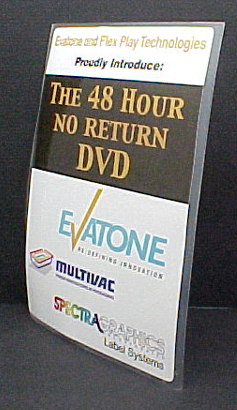 Evatone and Flex Play Technologies
Proudly Introduce:
THE 48 HOUR
NO RETURN
DVD
EVATONE
RE:DEFINING INNOVATION
MULTIVAC
SPECTRAGRAPHICS
Label Systems